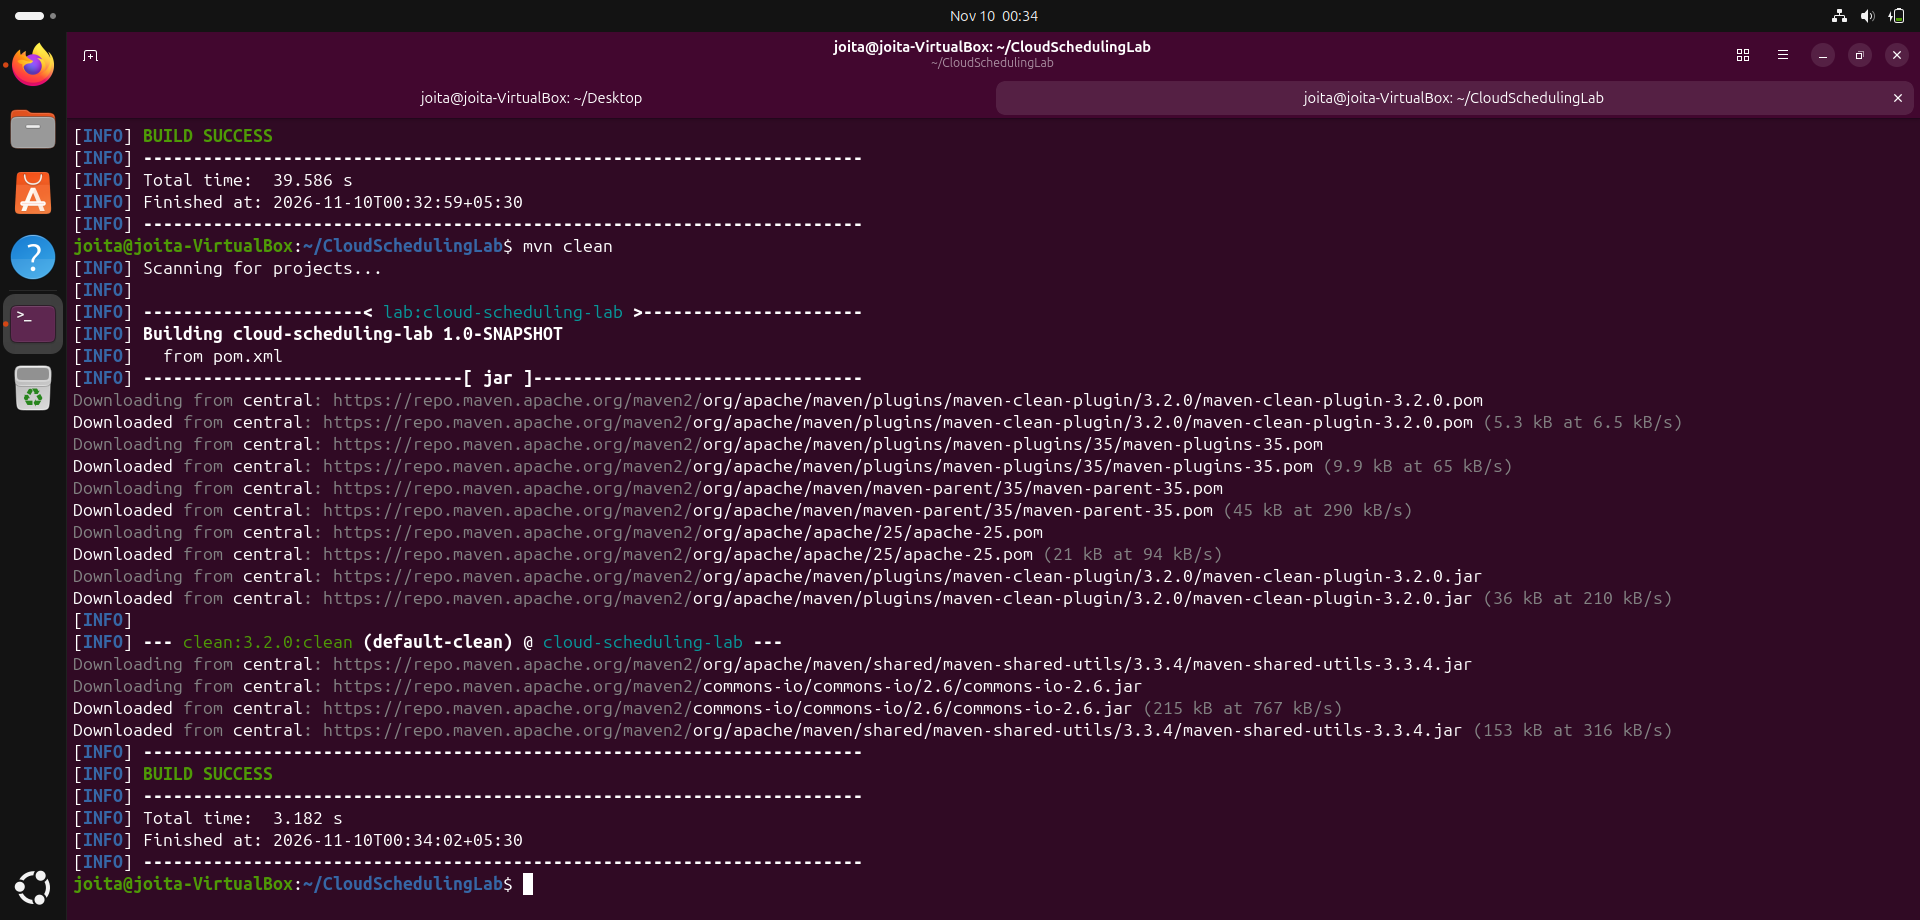 Nov 10 00:34
joita@joita-VirtualBox: ~/CloudSchedulingLab
~/CloudSchedulingLab
joita@joita-VirtualBox: ~/Desktop
joita@joita-VirtualBox: ~/CloudSchedulingLab
[INFO] BUILD SUCCESS
[INFO] ------------------------------------------------------------------------
[INFO] Total time:  39.586 s
[INFO] Finished at: 2026-11-10T00:32:59+05:30
[INFO] ------------------------------------------------------------------------
joita@joita-VirtualBox:~/CloudSchedulingLab$ mvn clean
[INFO] Scanning for projects...
[INFO]
[INFO] ----------------------< lab:cloud-scheduling-lab >----------------------
[INFO] Building cloud-scheduling-lab 1.0-SNAPSHOT
[INFO]   from pom.xml
[INFO] --------------------------------[ jar ]---------------------------------
Downloading from central: https://repo.maven.apache.org/maven2/org/apache/maven/plugins/maven-clean-plugin/3.2.0/maven-clean-plugin-3.2.0.pom
Downloaded from central: https://repo.maven.apache.org/maven2/org/apache/maven/plugins/maven-clean-plugin/3.2.0/maven-clean-plugin-3.2.0.pom (5.3 kB at 6.5 kB/s)
Downloading from central: https://repo.maven.apache.org/maven2/org/apache/maven/plugins/maven-plugins/35/maven-plugins-35.pom
Downloaded from central: https://repo.maven.apache.org/maven2/org/apache/maven/plugins/maven-plugins/35/maven-plugins-35.pom (9.9 kB at 65 kB/s)
Downloading from central: https://repo.maven.apache.org/maven2/org/apache/maven/maven-parent/35/maven-parent-35.pom
Downloaded from central: https://repo.maven.apache.org/maven2/org/apache/maven/maven-parent/35/maven-parent-35.pom (45 kB at 290 kB/s)
Downloading from central: https://repo.maven.apache.org/maven2/org/apache/apache/25/apache-25.pom
Downloaded from central: https://repo.maven.apache.org/maven2/org/apache/apache/25/apache-25.pom (21 kB at 94 kB/s)
Downloading from central: https://repo.maven.apache.org/maven2/org/apache/maven/plugins/maven-clean-plugin/3.2.0/maven-clean-plugin-3.2.0.jar
Downloaded from central: https://repo.maven.apache.org/maven2/org/apache/maven/plugins/maven-clean-plugin/3.2.0/maven-clean-plugin-3.2.0.jar (36 kB at 210 kB/s)
[INFO]
[INFO] --- clean:3.2.0:clean (default-clean) @ cloud-scheduling-lab ---
Downloading from central: https://repo.maven.apache.org/maven2/org/apache/maven/shared/maven-shared-utils/3.3.4/maven-shared-utils-3.3.4.jar
Downloading from central: https://repo.maven.apache.org/maven2/commons-io/commons-io/2.6/commons-io-2.6.jar
Downloaded from central: https://repo.maven.apache.org/maven2/commons-io/commons-io/2.6/commons-io-2.6.jar (215 kB at 767 kB/s)
Downloaded from central: https://repo.maven.apache.org/maven2/org/apache/maven/shared/maven-shared-utils/3.3.4/maven-shared-utils-3.3.4.jar (153 kB at 316 kB/s)
[INFO] ------------------------------------------------------------------------
[INFO] BUILD SUCCESS
[INFO] ------------------------------------------------------------------------
[INFO] Total time:  3.182 s
[INFO] Finished at: 2026-11-10T00:34:02+05:30
[INFO] ------------------------------------------------------------------------
joita@joita-VirtualBox:~/CloudSchedulingLab$